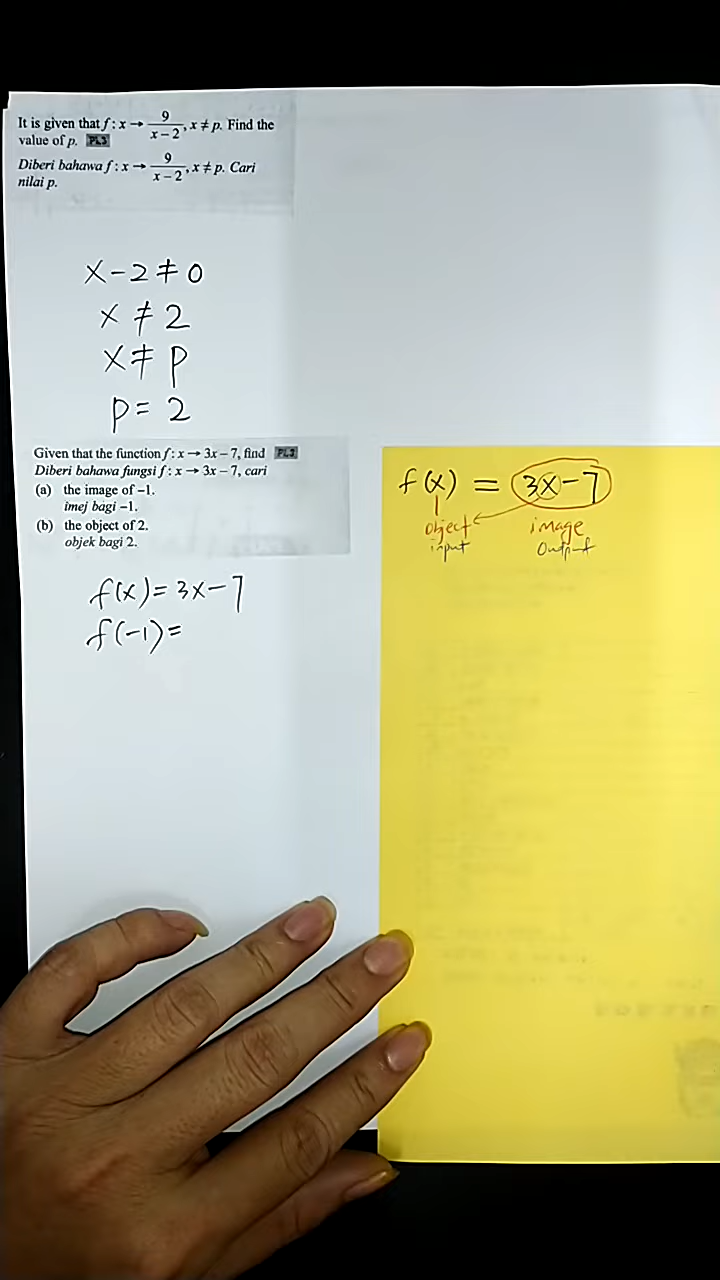 It is given that f : x → 9/(x − 2), x ≠ p. Find the
value of p. PL3
Diberi bahawa f : x → 9/(x − 2), x ≠ p. Cari
nilai p.
x − 2 ≠ 0
x ≠ 2
x ≠ p
p = 2
Given that the function f : x → 3x − 7, find PL3
Diberi bahawa fungsi f : x → 3x − 7, cari
(a) the image of −1.
imej bagi −1.
(b) the object of 2.
objek bagi 2.
f(x) = 3x − 7
f(−1) =
f(x) = 3x − 7
object image
input output